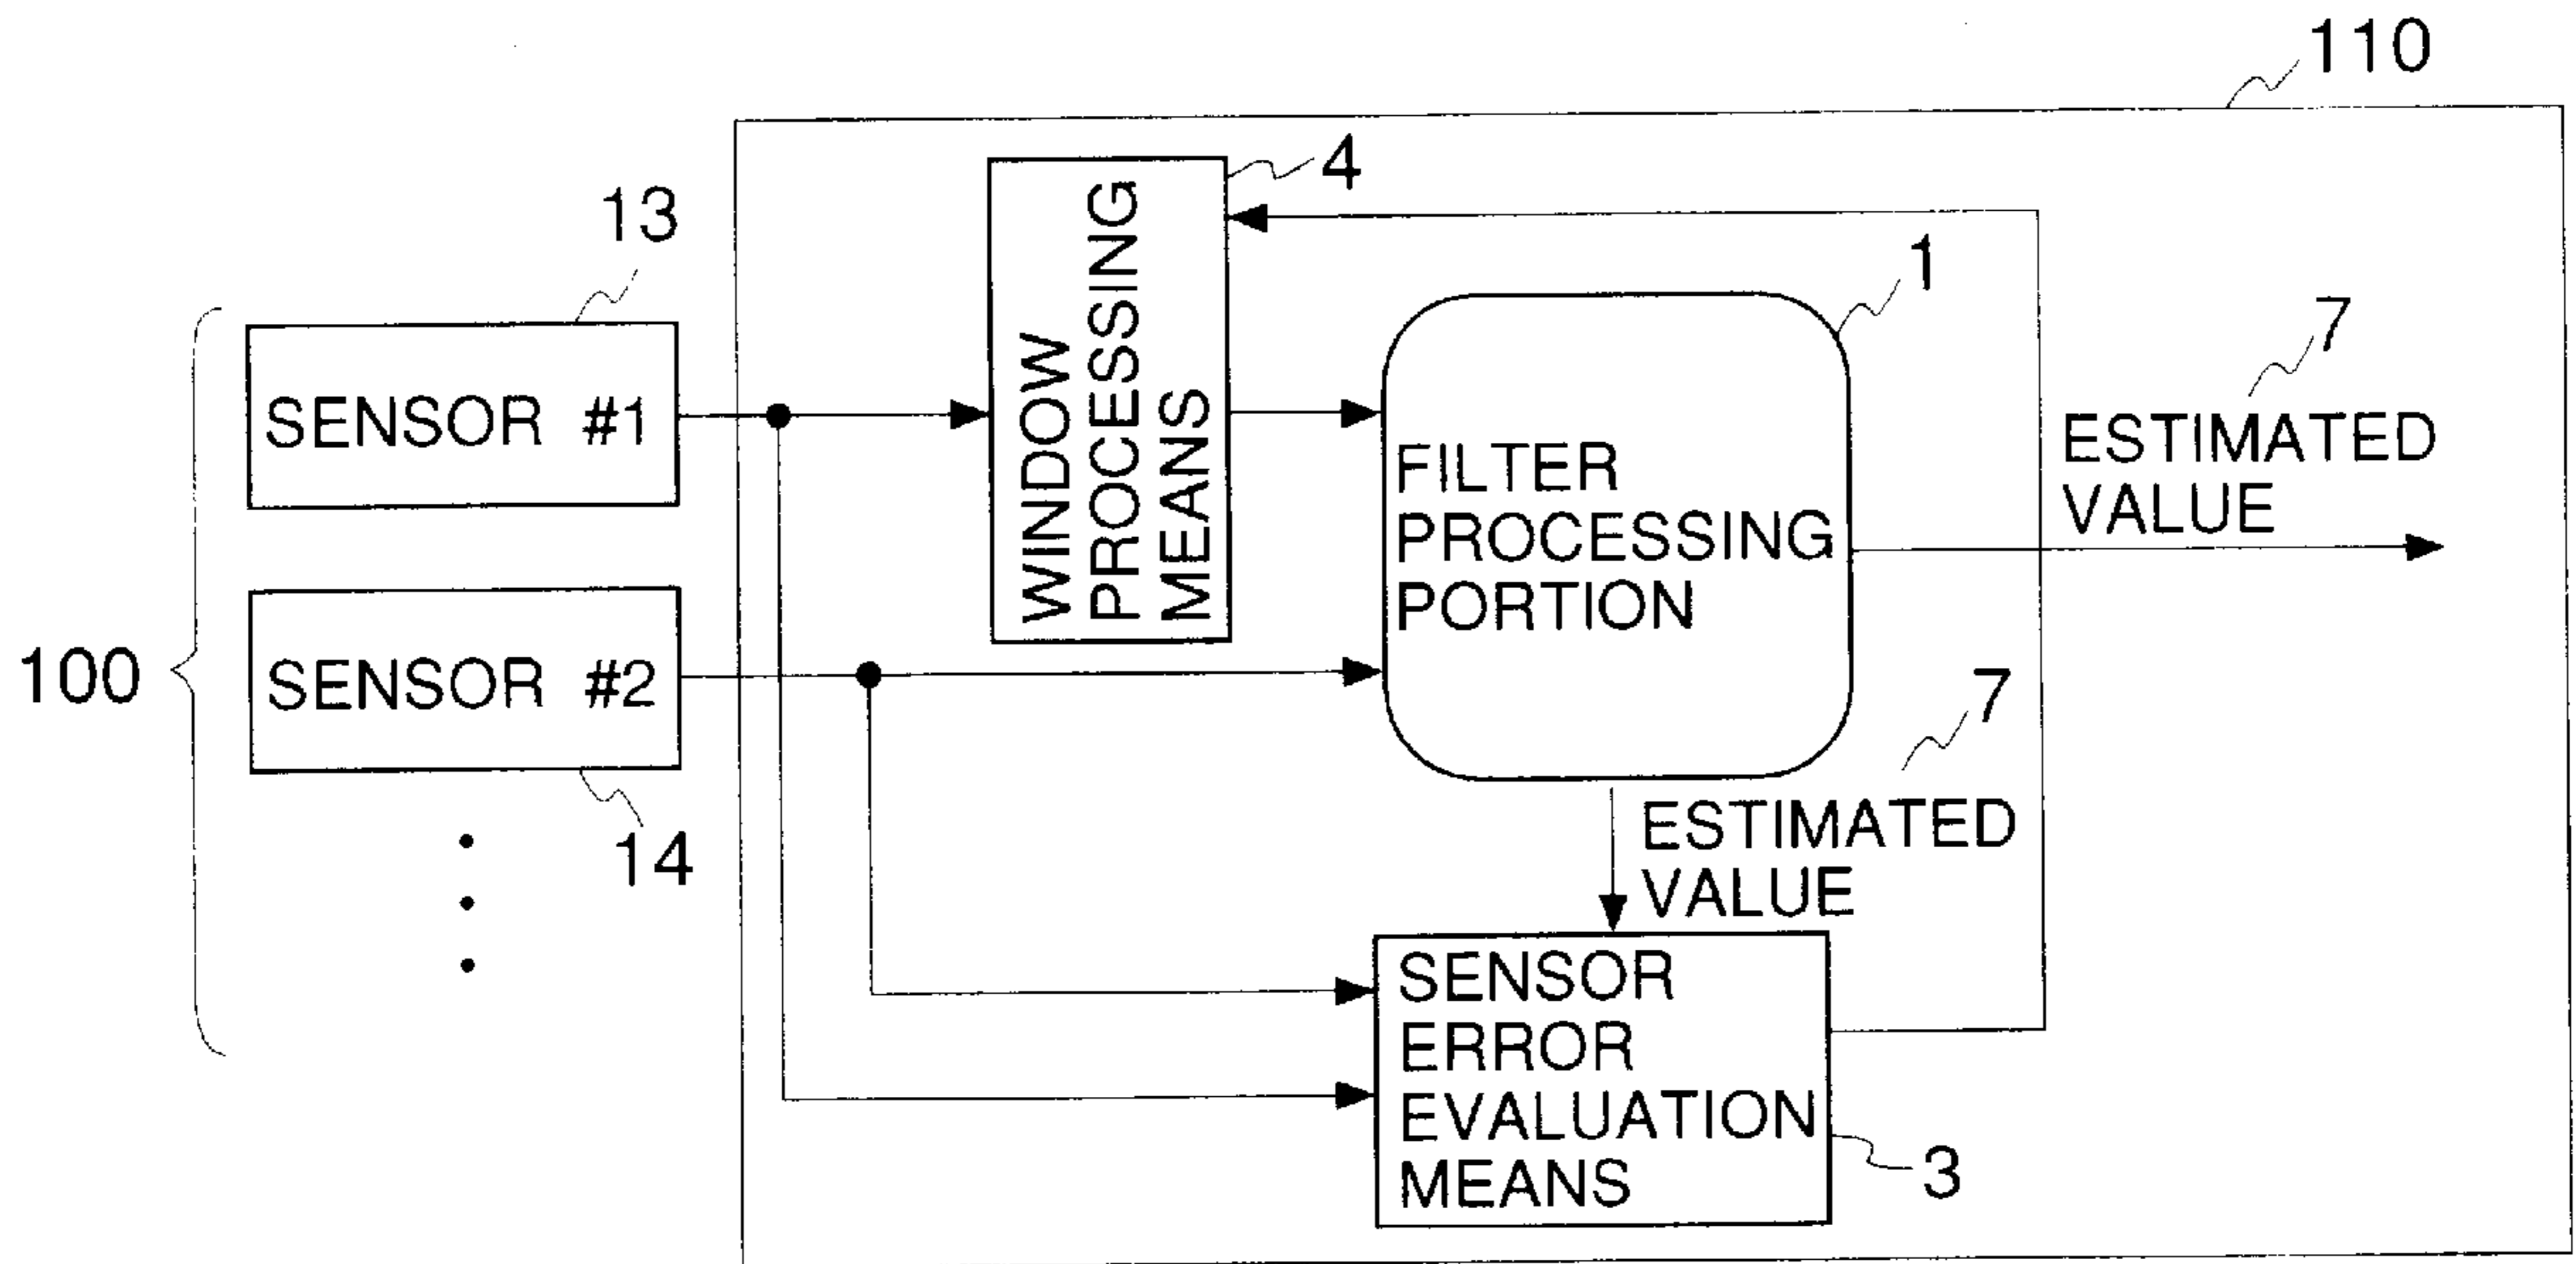 110
4
13
1
7
WINDOW
PROCESSING
MEANS
SENSOR #1
ESTIMATED
VALUE
FILTER
PROCESSING
PORTION
100
SENSOR #2
7
14
ESTIMATED
VALUE
SENSOR
ERROR
EVALUATION
MEANS
3